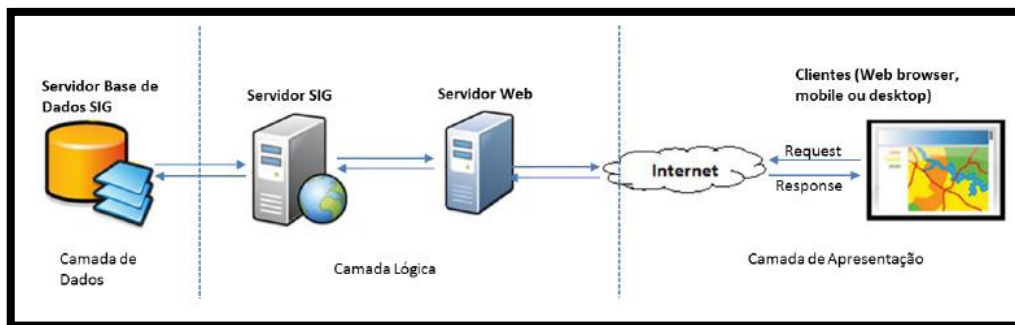 Servidor Base de
Dados SIG
Servidor SIG
Servidor Web
Clientes (Web browser,
mobile ou desktop)
Internet
Request
Response
Camada de
Dados
Camada Lógica
Camada de Apresentação